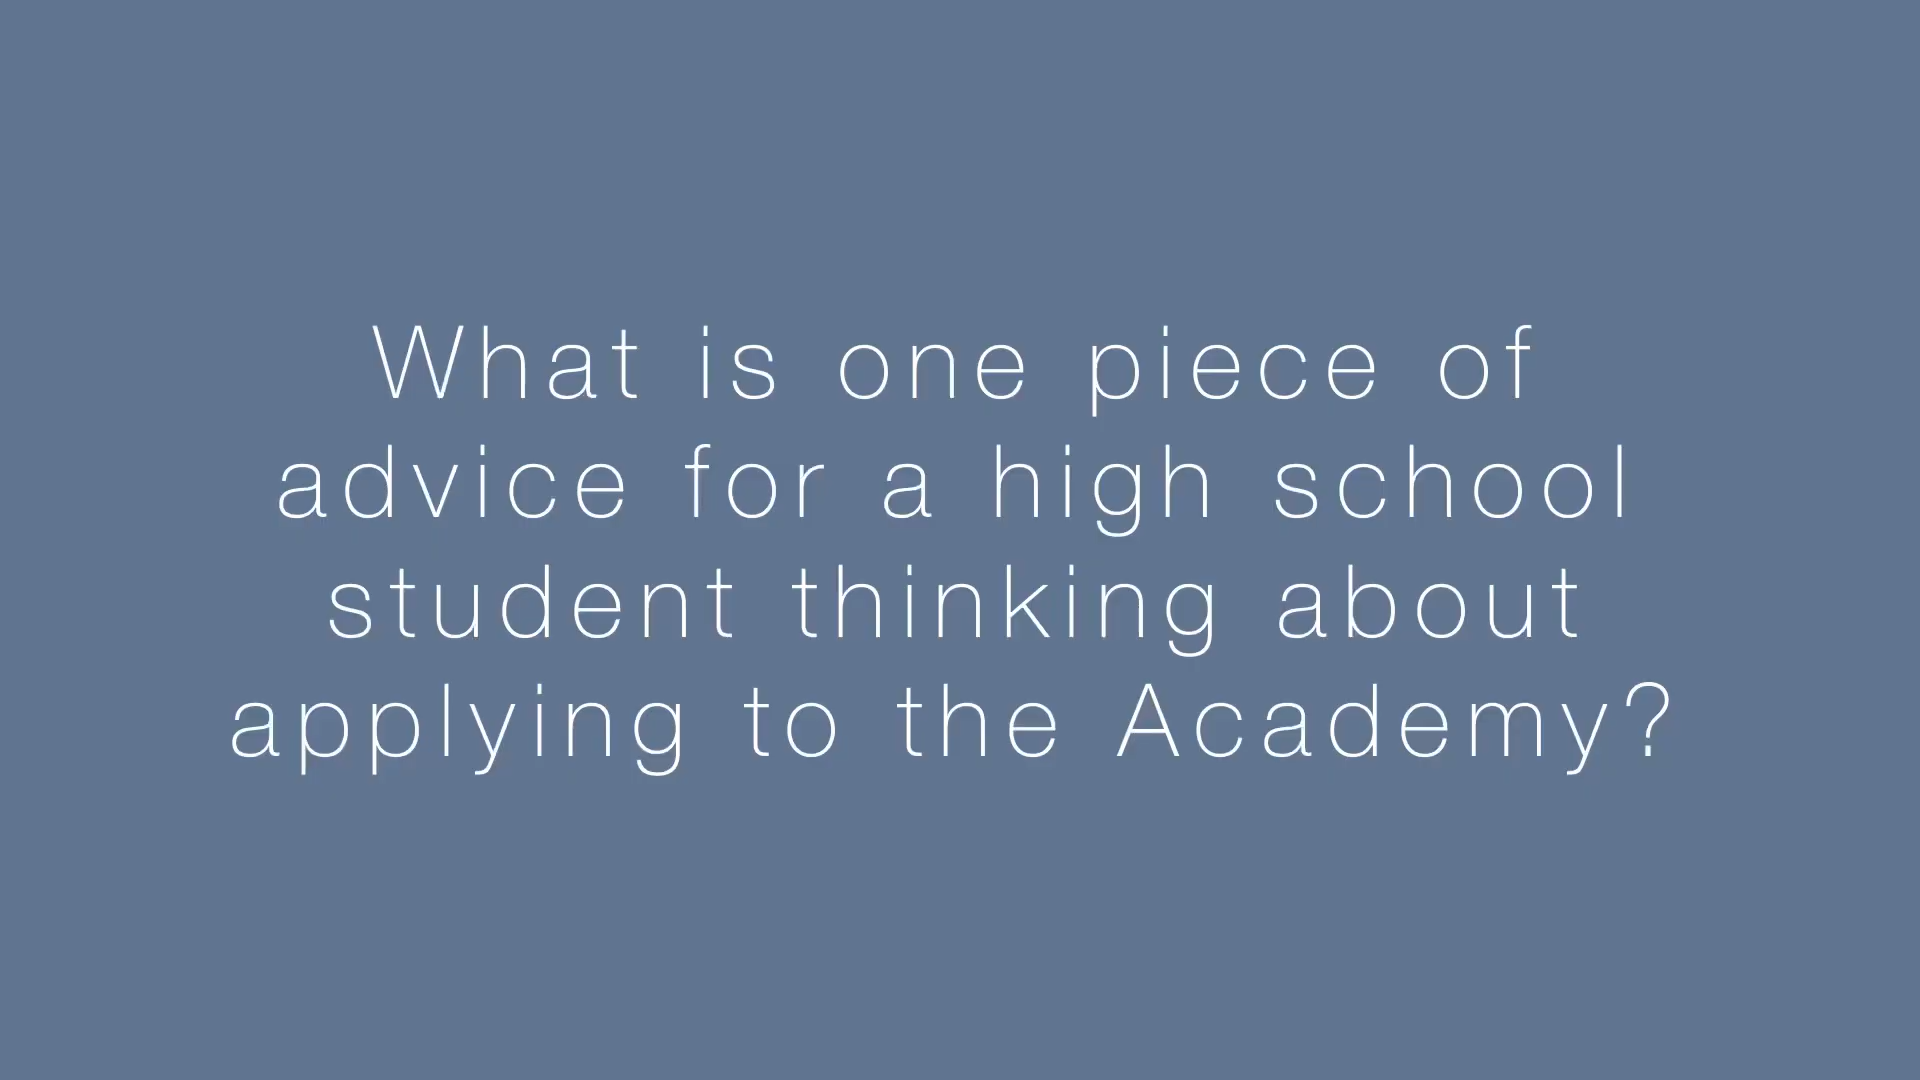 What is one piece of
advice for a high school
student thinking about
applying to the Academy?